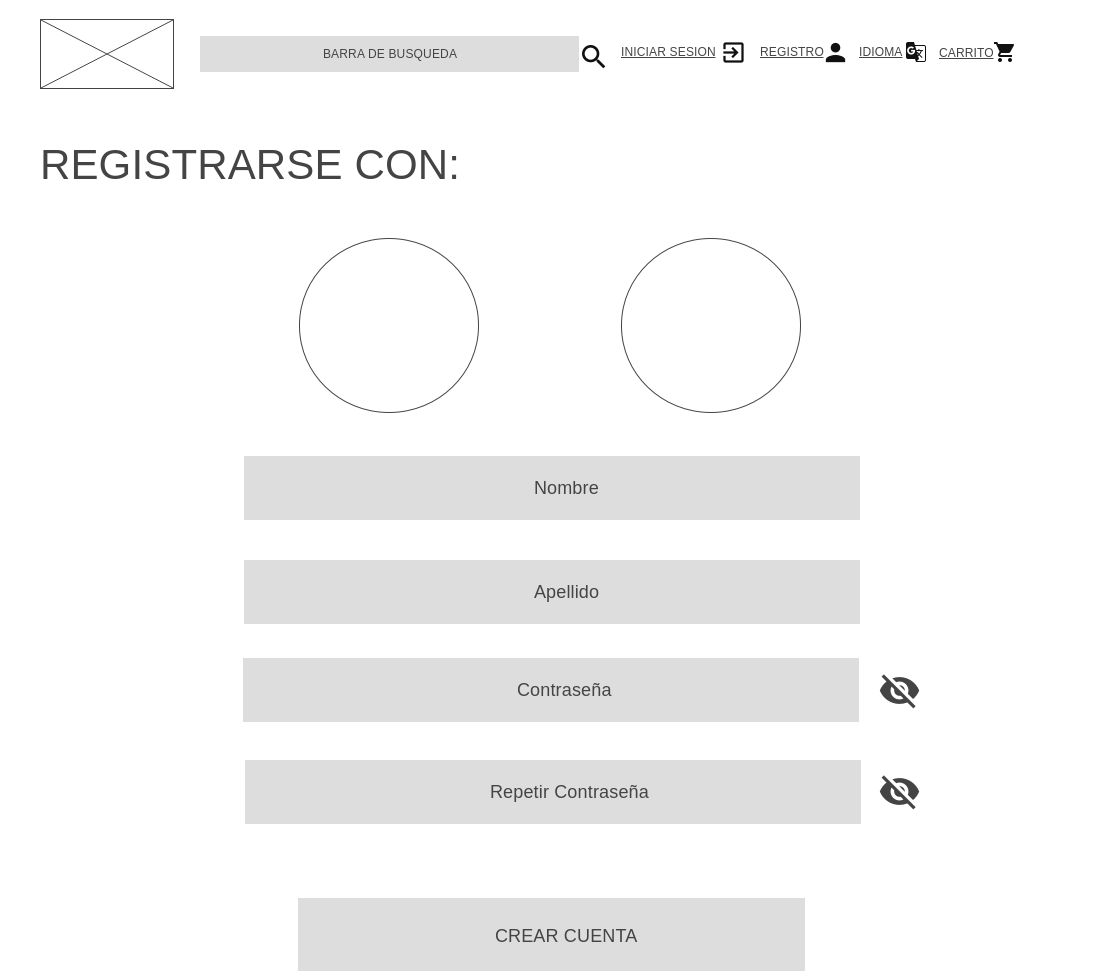 BARRA DE BUSQUEDA
INICIAR SESION
REGISTRO
IDIOMA
CARRITO
REGISTRARSE CON:
Nombre
Apellido
Contraseña
Repetir Contraseña
CREAR CUENTA